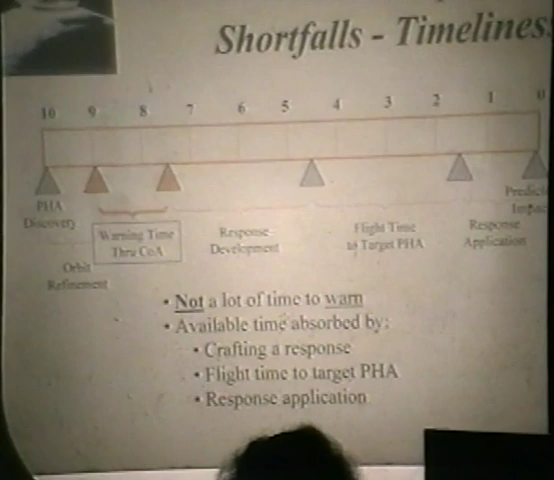 Shortfalls - Timelines
10 9 8 7 6 5 4 3 2 1 0
PHA
Discovery
Orbit
Refinement
Warning Time
Thru CoA
Response
Development
Flight Time
to Target PHA
Response
Application
Predict
Impac
• Not a lot of time to warn
• Available time absorbed by:
• Crafting a response
• Flight time to target PHA
• Response application